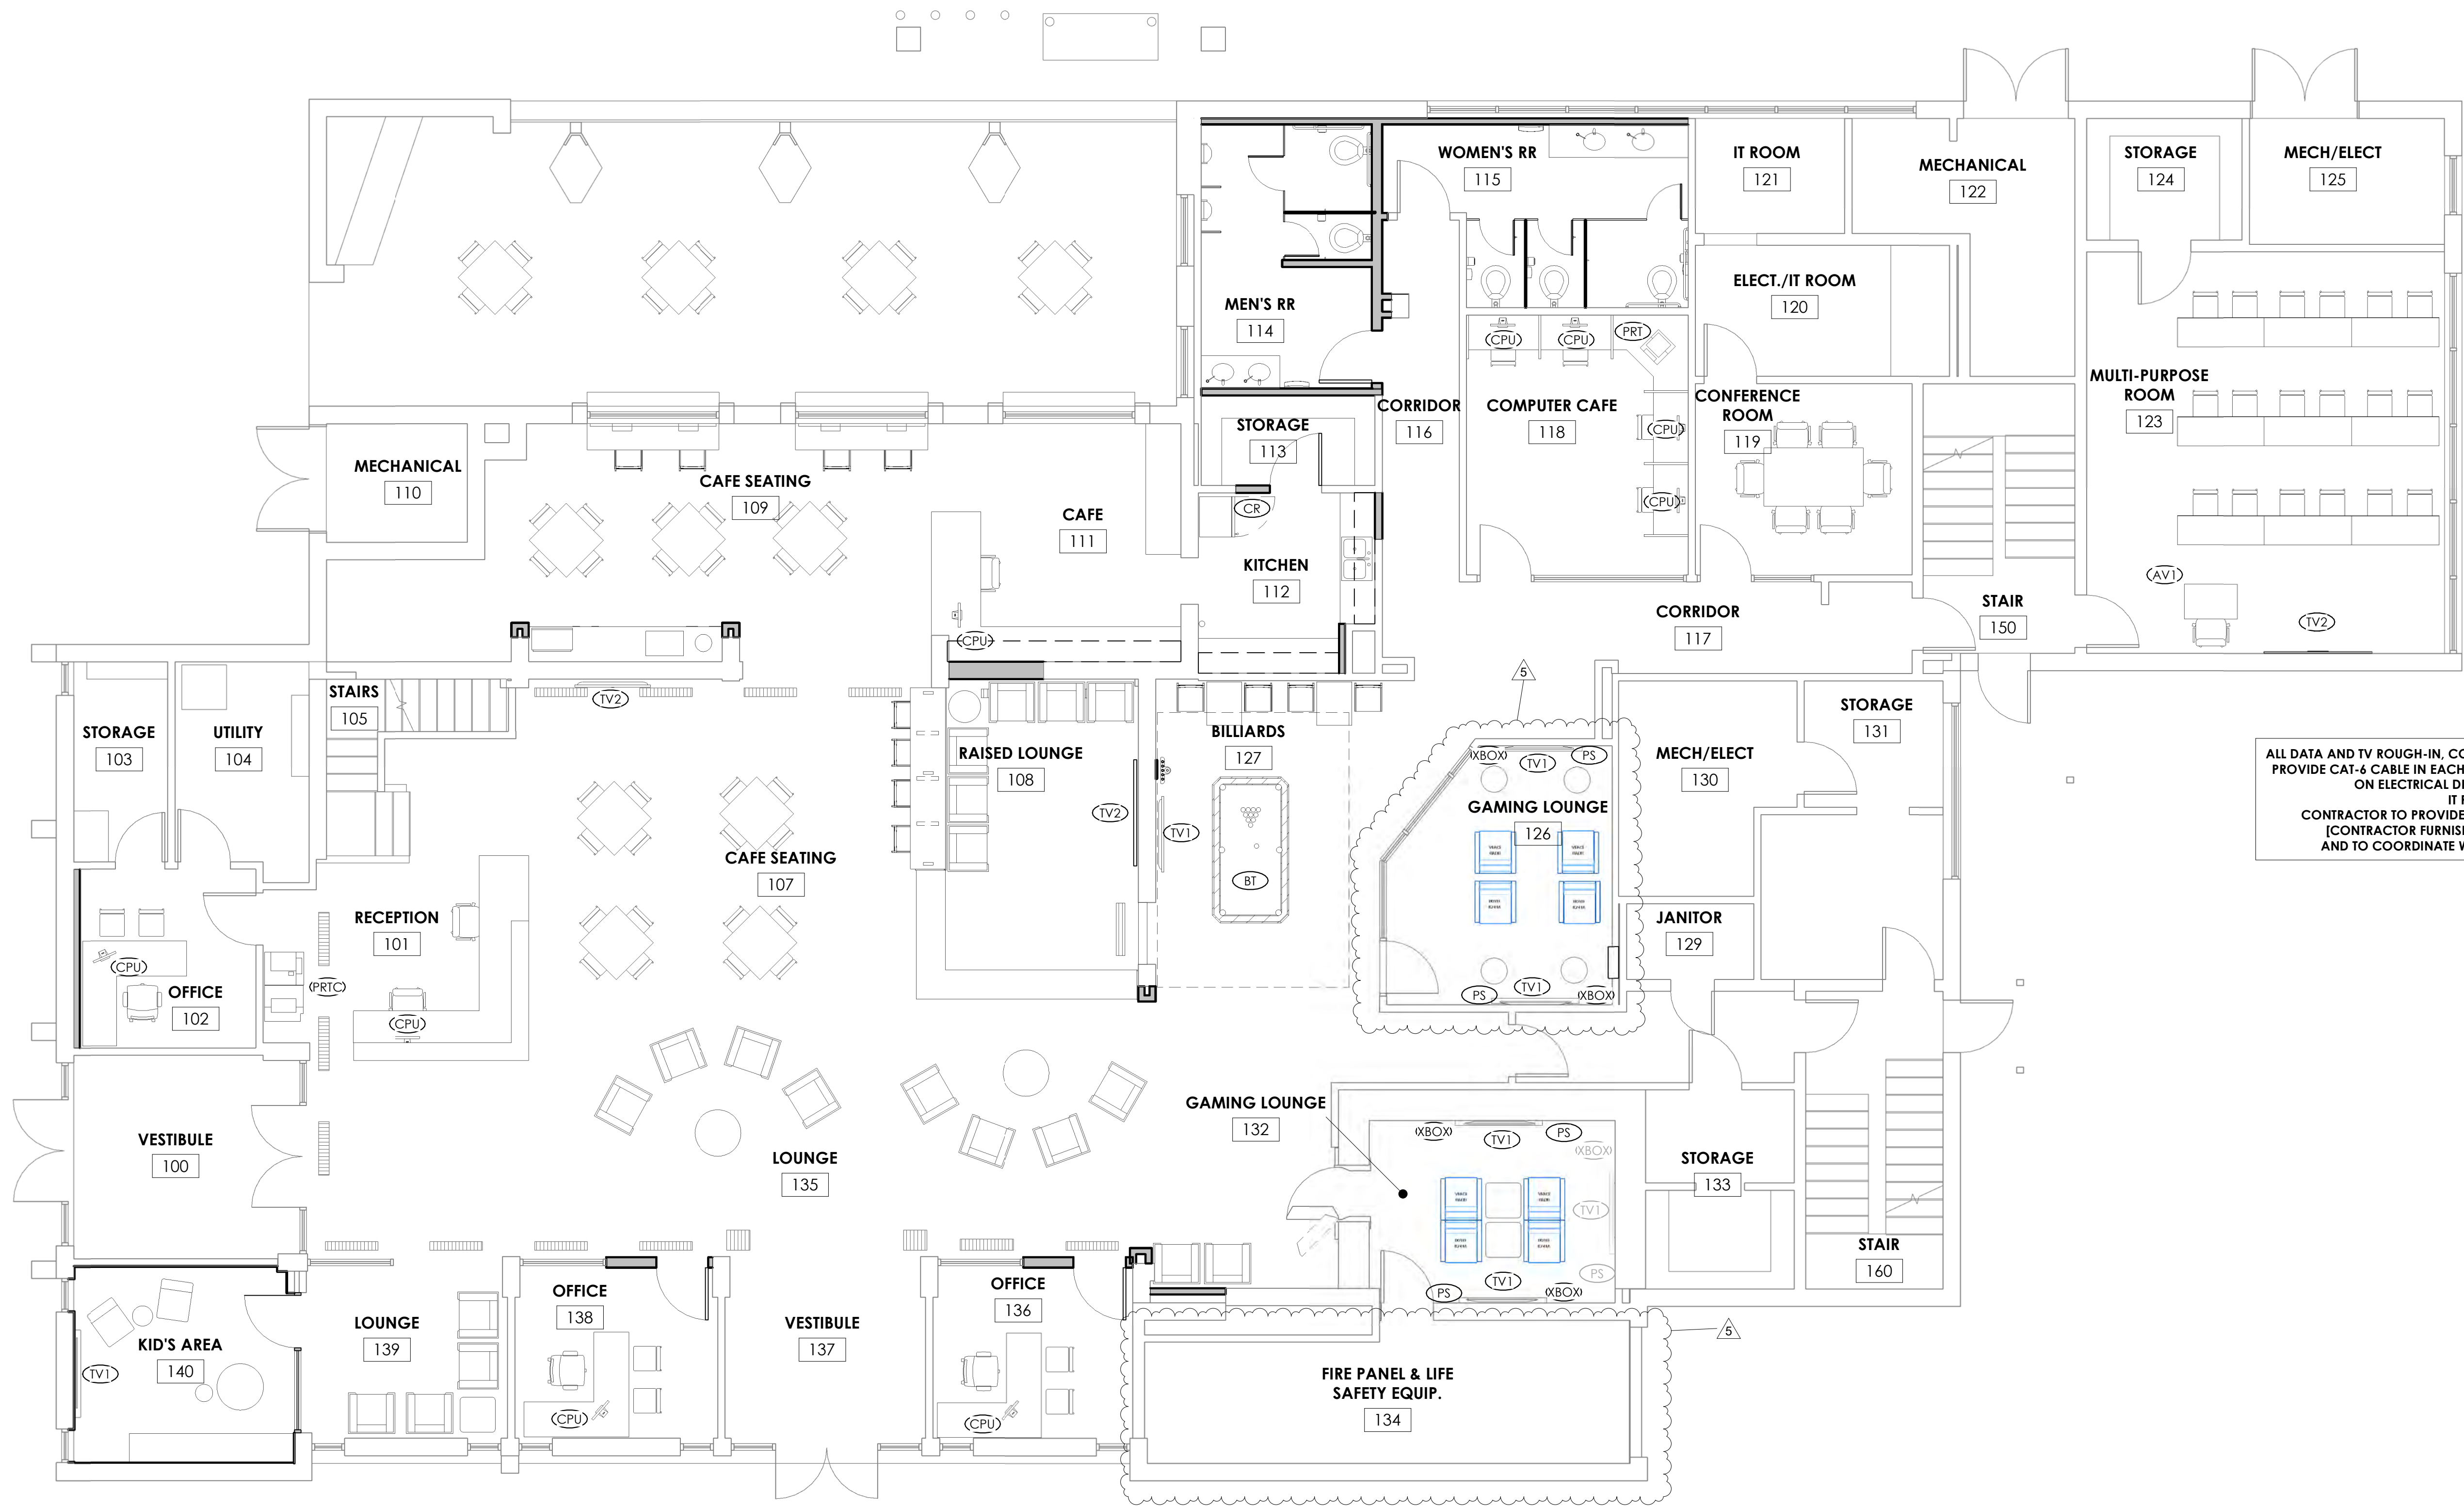 WOMEN'S RR
115
IT ROOM
121
MECHANICAL
122
STORAGE
124
MECH/ELECT
125
ELECT./IT ROOM
120
MEN'S RR
114
CPU
CPU
PRT
MULTI-PURPOSE
ROOM
123
CORRIDOR
116
COMPUTER CAFE
118
CONFERENCE
ROOM
119
CPU
CPU
STORAGE
113
MECHANICAL
110
CAFE SEATING
109
CAFE
111
CR
KITCHEN
112
CPU
AV1
TV2
CORRIDOR
117
STAIR
150
STAIRS
105
TV2
STORAGE
103
UTILITY
104
RAISED LOUNGE
108
TV2
BILLIARDS
127
TV1
BT
5
XBOX
TV1
PS
GAMING LOUNGE
126
PS
TV1
XBOX
MECH/ELECT
130
STORAGE
131
ALL DATA AND TV ROUGH-IN, CO
PROVIDE CAT-6 CABLE IN EACH
ON ELECTRICAL D
IT
CONTRACTOR TO PROVIDE
[CONTRACTOR FURNIS
AND TO COORDINATE
CAFE SEATING
107
RECEPTION
101
CPU
PRTC
CPU
OFFICE
102
JANITOR
129
VESTIBULE
100
LOUNGE
135
GAMING LOUNGE
132
XBOX
TV1
PS
XBOX
TV1
PS
PS
TV1
XBOX
STORAGE
133
STAIR
160
KID'S AREA
140
TV1
LOUNGE
139
OFFICE
138
CPU
VESTIBULE
137
OFFICE
136
CPU
5
FIRE PANEL & LIFE
SAFETY EQUIP.
134